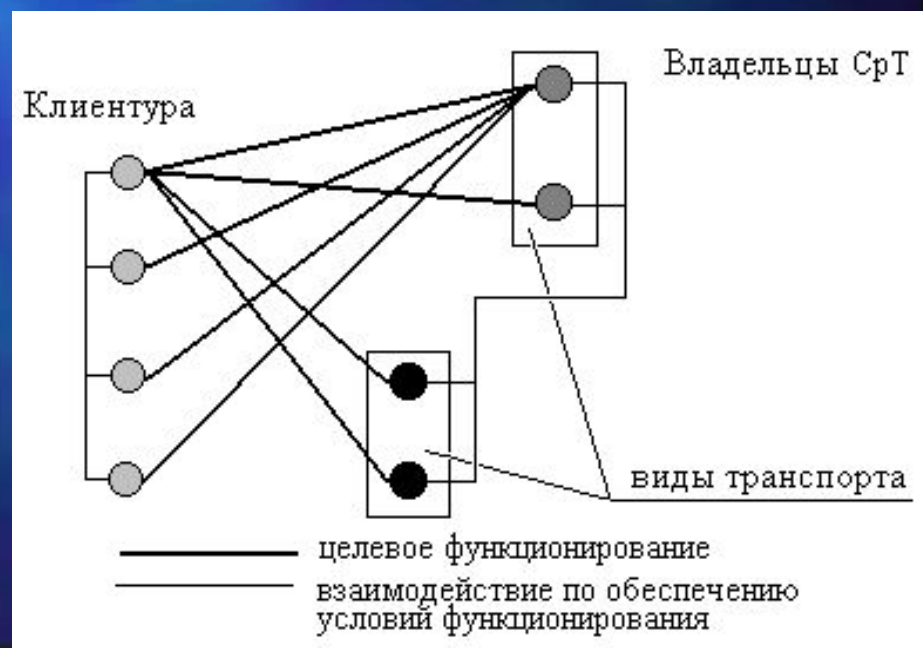 Владельцы СрТ
Клиентура
виды транспорта
целевое функционирование
взаимодействие по обеспечению
условий функционирования